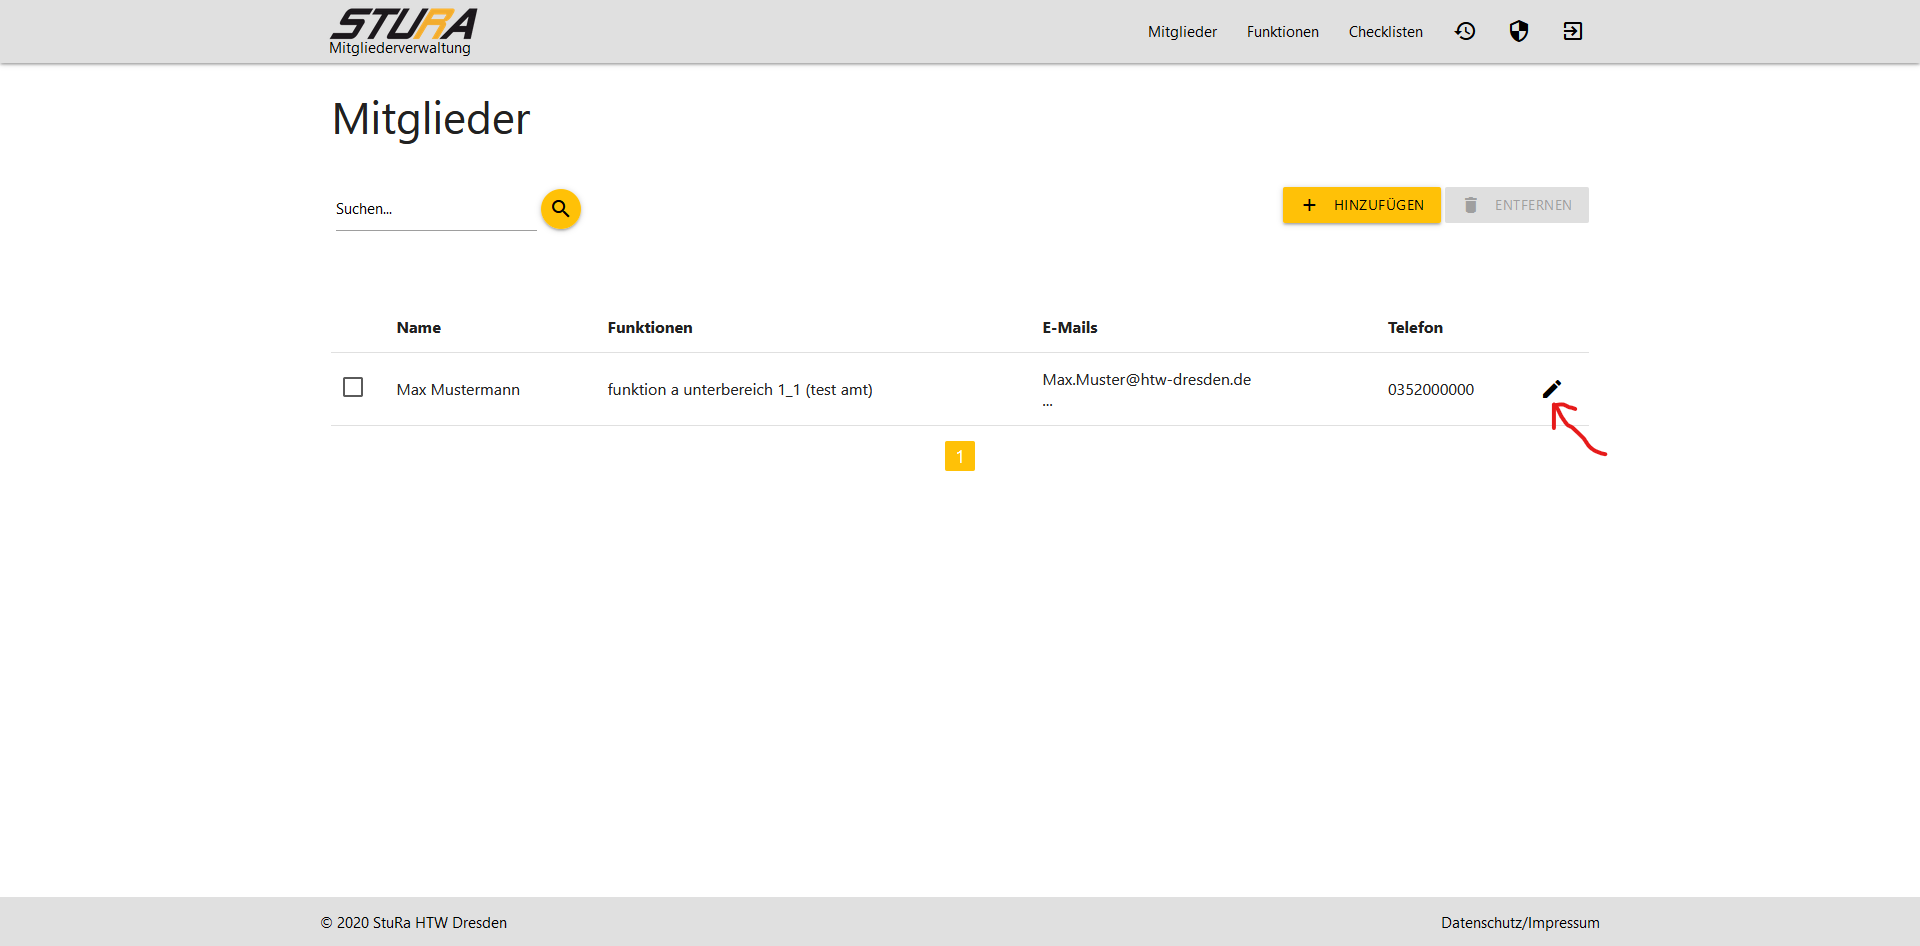 STURA
Mitgliederverwaltung
Mitglieder Funktionen Checklisten
Mitglieder
Suchen...
HINZUFÜGEN ENTFERNEN
Name Funktionen E-Mails Telefon
Max Mustermann funktion a unterbereich 1_1 (test amt) Max.Muster@htw-dresden.de 0352000000
...
1
© 2020 StuRa HTW Dresden Datenschutz/Impressum